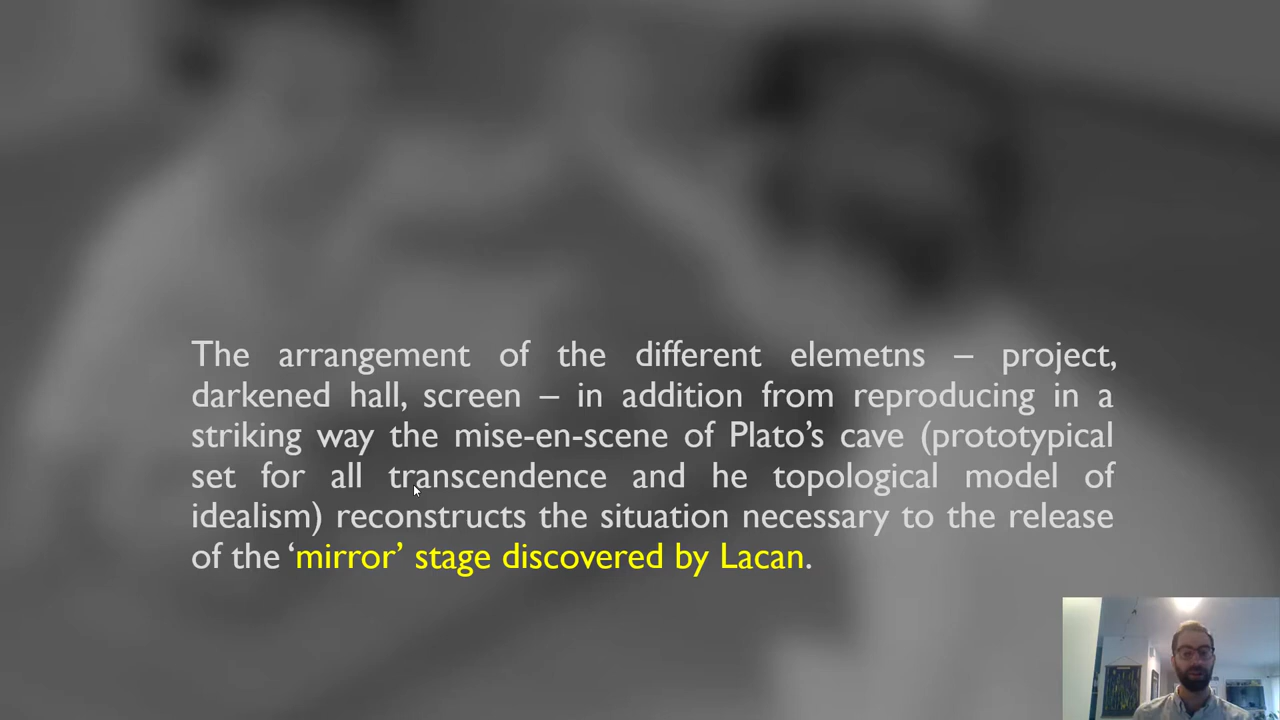 The arrangement of the different elemetns – project,
darkened hall, screen – in addition from reproducing in a
striking way the mise-en-scene of Plato’s cave (prototypical
set for all transcendence and he topological model of
idealism) reconstructs the situation necessary to the release
of the ‘mirror’ stage discovered by Lacan.